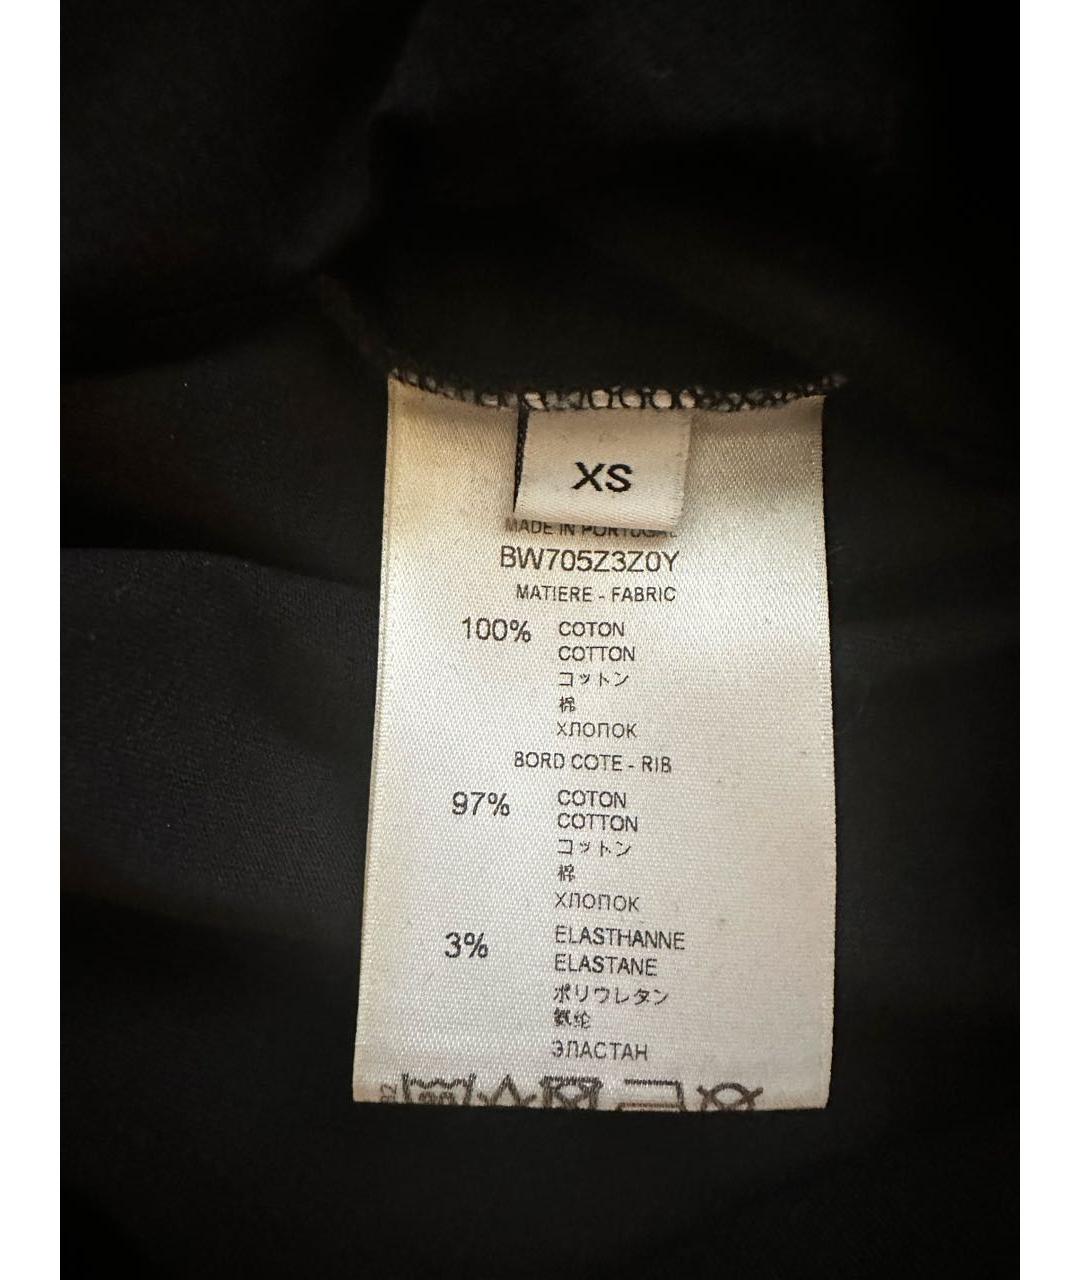 XS
MADE IN PORTUGAL
BW705Z3Z0Y
MATIERE - FABRIC
100% COTON
COTTON
コットン
棉
ХЛОПОК
BORD COTE - RIB
97% COTON
COTTON
コットン
棉
ХЛОПОК
3% ELASTHANNE
ELASTANE
ポリウレタン
氨纶
ЭЛАСТАН